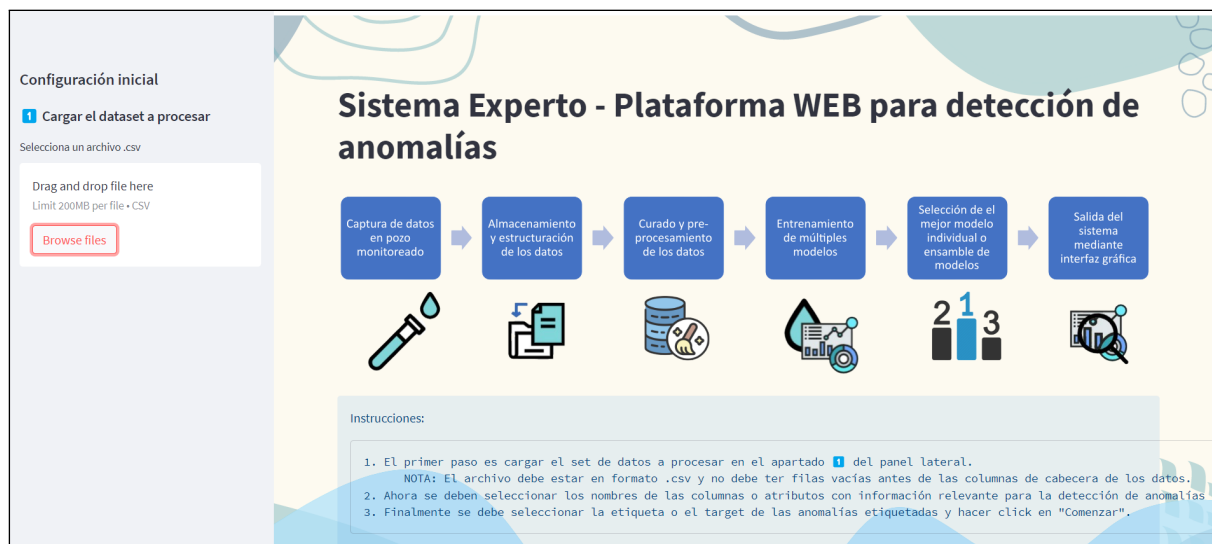 Configuración inicial
1 Cargar el dataset a procesar
Selecciona un archivo .csv
Drag and drop file here
Limit 200MB per file • CSV
Browse files
Sistema Experto - Plataforma WEB para detección de
anomalías
Captura de datos
en pozo
monitoreado
Almacenamiento
y estructuración
de los datos
Curado y pre-
procesamiento
de los datos
Entrenamiento
de múltiples
modelos
Selección de el
mejor modelo
individual o
ensamble de
modelos
Salida del
sistema
mediante
interfaz gráfica
2 1 3
Instrucciones:
1. El primer paso es cargar el set de datos a procesar en el apartado 1 del panel lateral.
NOTA: El archivo debe estar en formato .csv y no debe ter filas vacías antes de las columnas de cabecera de los datos.
2. Ahora se deben seleccionar los nombres de las columnas o atributos con información relevante para la detección de anomalías
3. Finalmente se debe seleccionar la etiqueta o el target de las anomalías etiquetadas y hacer click en "Comenzar".